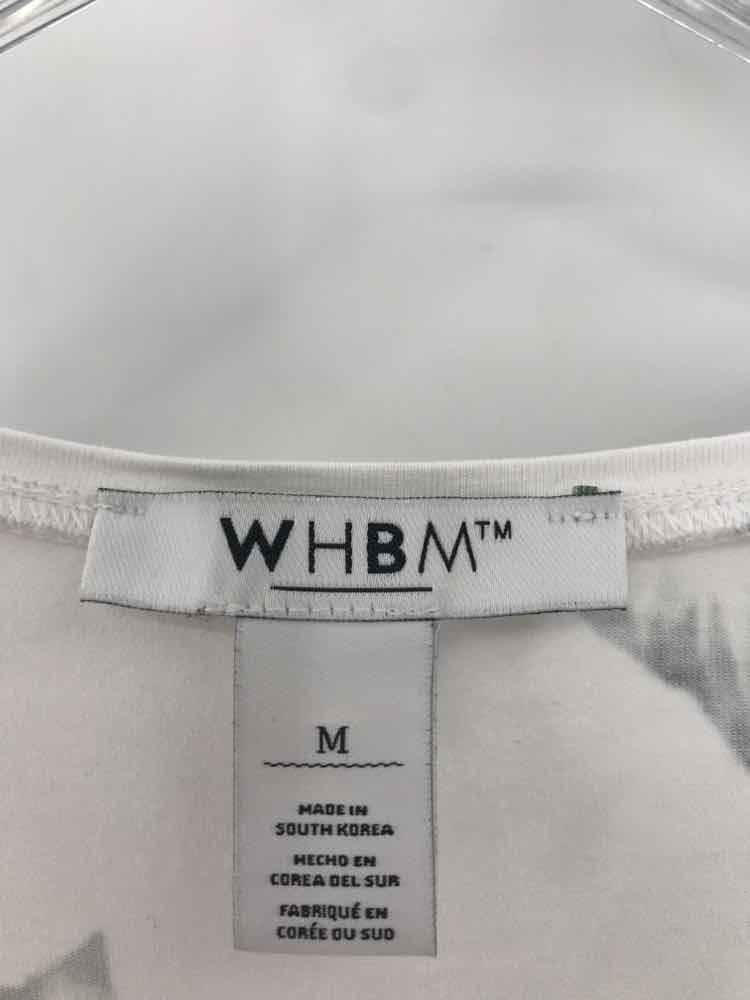 WHBM™
M
MADE IN
SOUTH KOREA
HECHO EN
COREA DEL SUR
FABRIQUÉ EN
CORÉE DU SUD